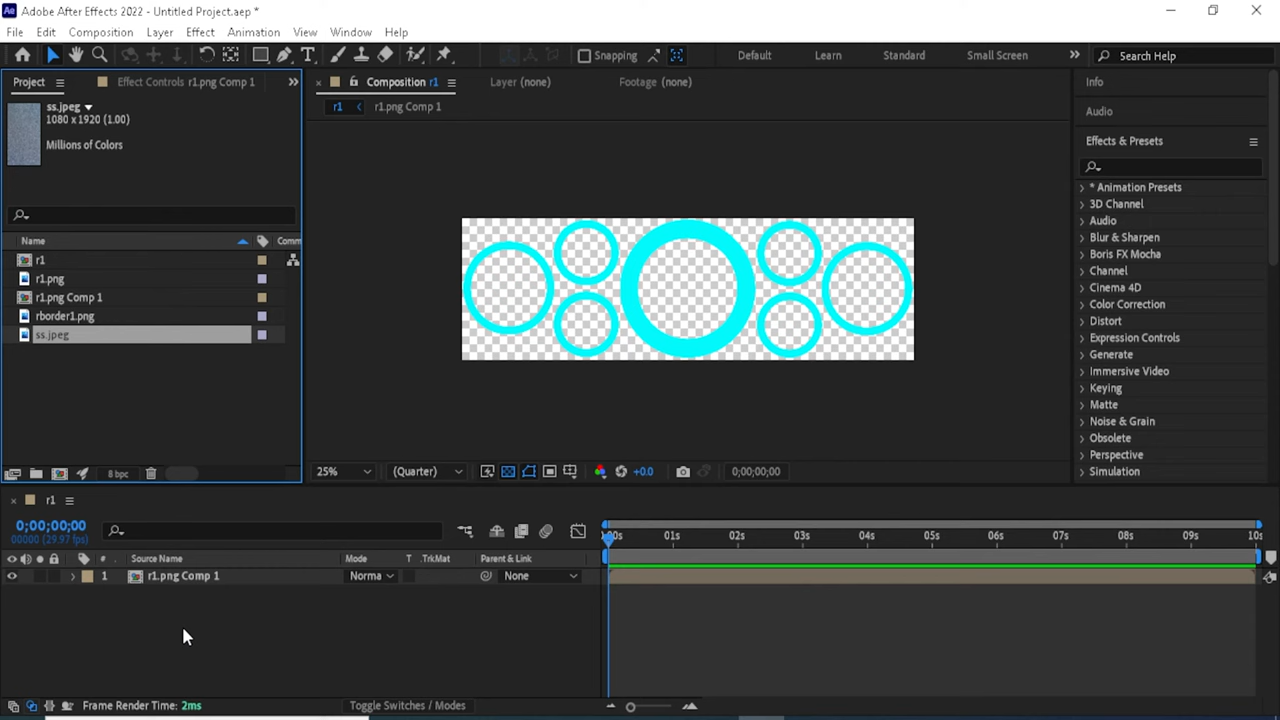 Adobe After Effects 2022 - Untitled Project.aep *
File Edit Composition Layer Effect Animation View Window Help
Snapping Default Learn Standard Small Screen Search Help
Project Effect Controls r1.png Comp 1
Composition r1 Layer (none) Footage (none)
r1 r1.png Comp 1
ss.jpeg
1080 x 1920 (1.00)
Millions of Colors
Name Comm
r1
r1.png
r1.png Comp 1
rborder1.png
ss.jpeg
8 bpc
25% (Quarter) +0.0 0;00;00;00
Info
Audio
Effects & Presets
* Animation Presets
3D Channel
Audio
Blur & Sharpen
Boris FX Mocha
Channel
Cinema 4D
Color Correction
Distort
Expression Controls
Generate
Immersive Video
Keying
Matte
Noise & Grain
Obsolete
Perspective
Simulation
r1
0;00;00;00
00000 (29.97 fps)
:00s 01s 02s 03s 04s 05s 06s 07s 08s 09s 10s
# Source Name Mode T .TrkMat Parent & Link
1 r1.png Comp 1 Norma None
Frame Render Time: 2ms Toggle Switches / Modes